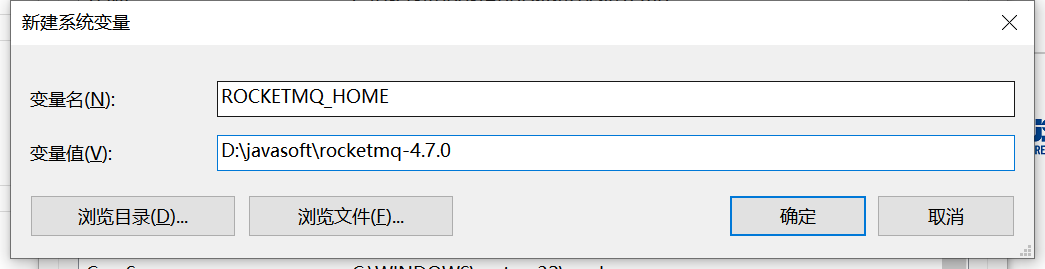 新建系统变量
变量名(N):
ROCKETMQ_HOME
变量值(V):
D:\javasoft\rocketmq-4.7.0
浏览目录(D)...
浏览文件(F)...
确定
取消